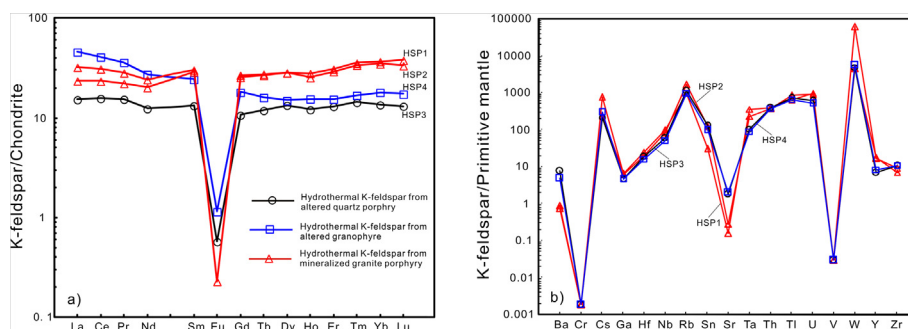 K-feldspar/Chondrite
100
10
1
0.1
HSP1
HSP2
HSP4
HSP3
Hydrothermal K-feldspar from
altered quartz porphry
Hydrothermal K-feldspar from
altered granophyre
Hydrothermal K-feldspar from
mineralized granite porphyry
a)
La Ce Pr Nd Sm Eu Gd Tb Dy Ho Er Tm Yb Lu
K-feldspar/Primitive mantle
100000
10000
1000
100
10
1
0.1
0.01
0.001
HSP2
HSP3
HSP4
HSP1
b)
Ba Cr Cs Ga Hf Nb Rb Sn Sr Ta Th Tl U V W Y Zr